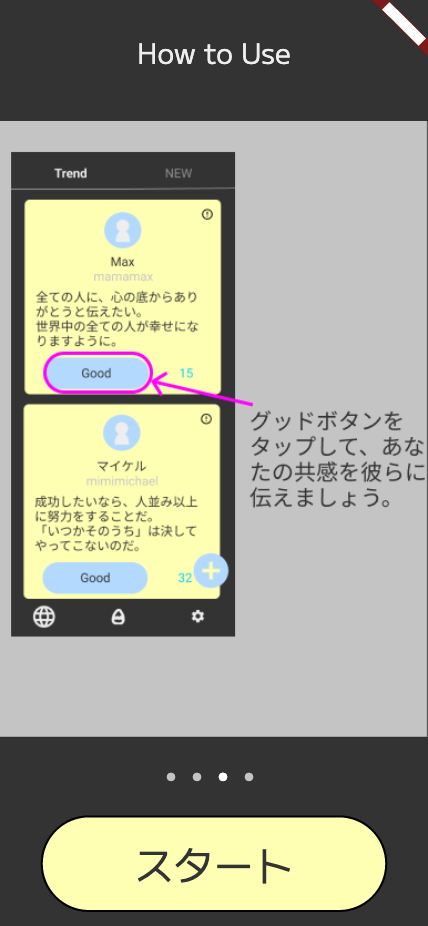 How to Use
Trend
NEW
Max
mamamax
全ての人に、心の底からあり
がとうと伝えたい。
世界中の全ての人が幸せにな
りますように。
Good
15
グッドボタンを
タップして、あな
たの共感を彼らに
伝えましょう。
マイケル
mimimichael
成功したいなら、人並み以上
に努力をすることだ。
「いつかそのうち」は決して
やってこないのだ。
Good
32
スタート